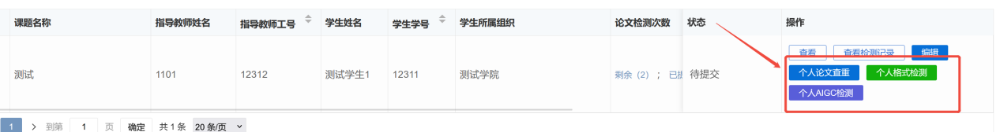 课题名称 指导教师姓名 指导教师工号 学生姓名 学生学号 学生所属组织 论文检测次数 状态 操作
查看 查看检测记录 编辑
测试 1101 12312 测试学生1 12311 测试学院 剩余（2）； 已 待提交 个人论文查重 个人格式检测
个人AIGC检测
1 > 到第 1 页 确定 共 1 条 20 条/页